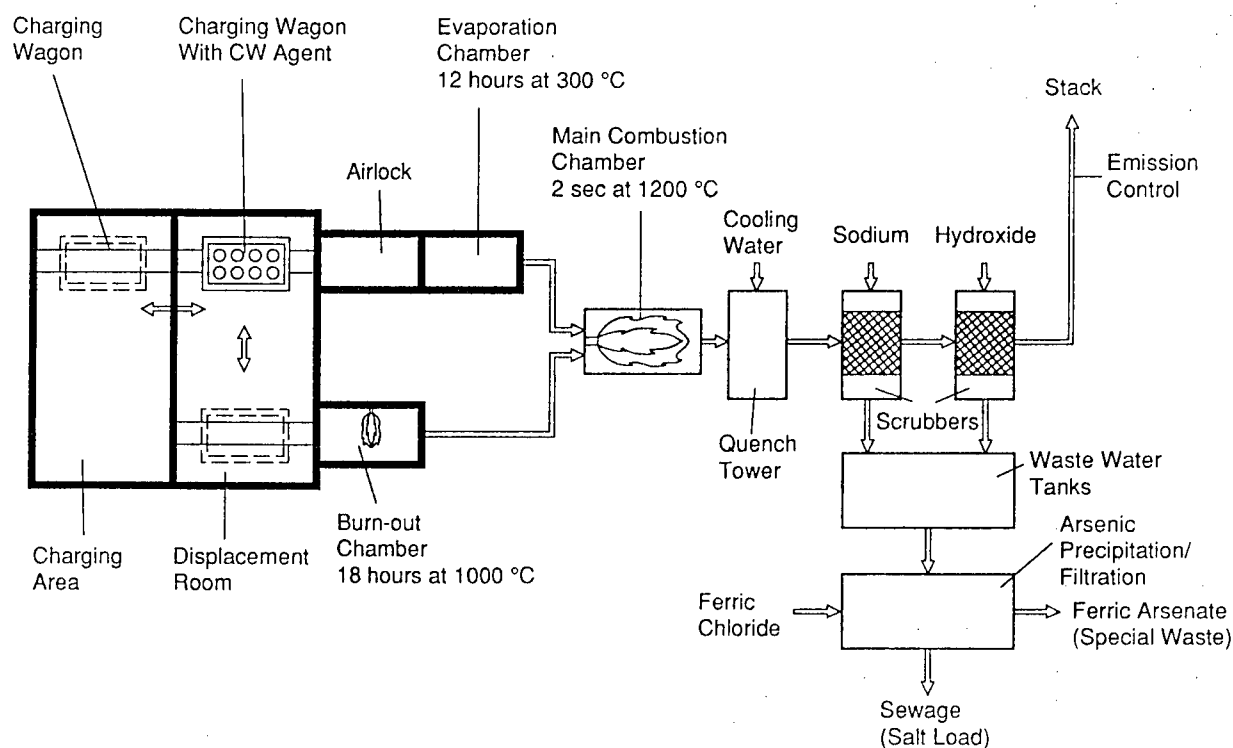 Charging
Wagon
Charging Wagon
With CW Agent
Evaporation
Chamber
12 hours at 300 °C
Stack
Main Combustion
Chamber
2 sec at 1200 °C
Emission
Control
Airlock
Cooling
Water
Sodium
Hydroxide
Scrubbers
Quench
Tower
Waste Water
Tanks
Burn-out
Chamber
18 hours at 1000 °C
Charging
Area
Displacement
Room
Arsenic
Precipitation/
Filtration
Ferric
Chloride
Ferric Arsenate
(Special Waste)
Sewage
(Salt Load)